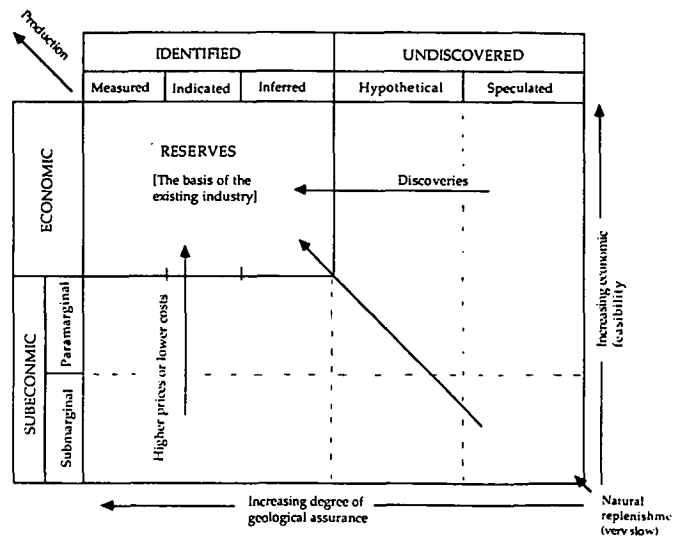 Production
IDENTIFIED
UNDISCOVERED
Measured
Indicated
Inferred
Hypothetical
Speculated
ECONOMIC
RESERVES
[The basis of the
existing industry]
Discoveries
Increasing economic
feasibility
SUBECONMIC
Paramarginal
Submarginal
Higher prices or lower costs
Increasing degree of
geological assurance
Natural
replenishme
(very slow)